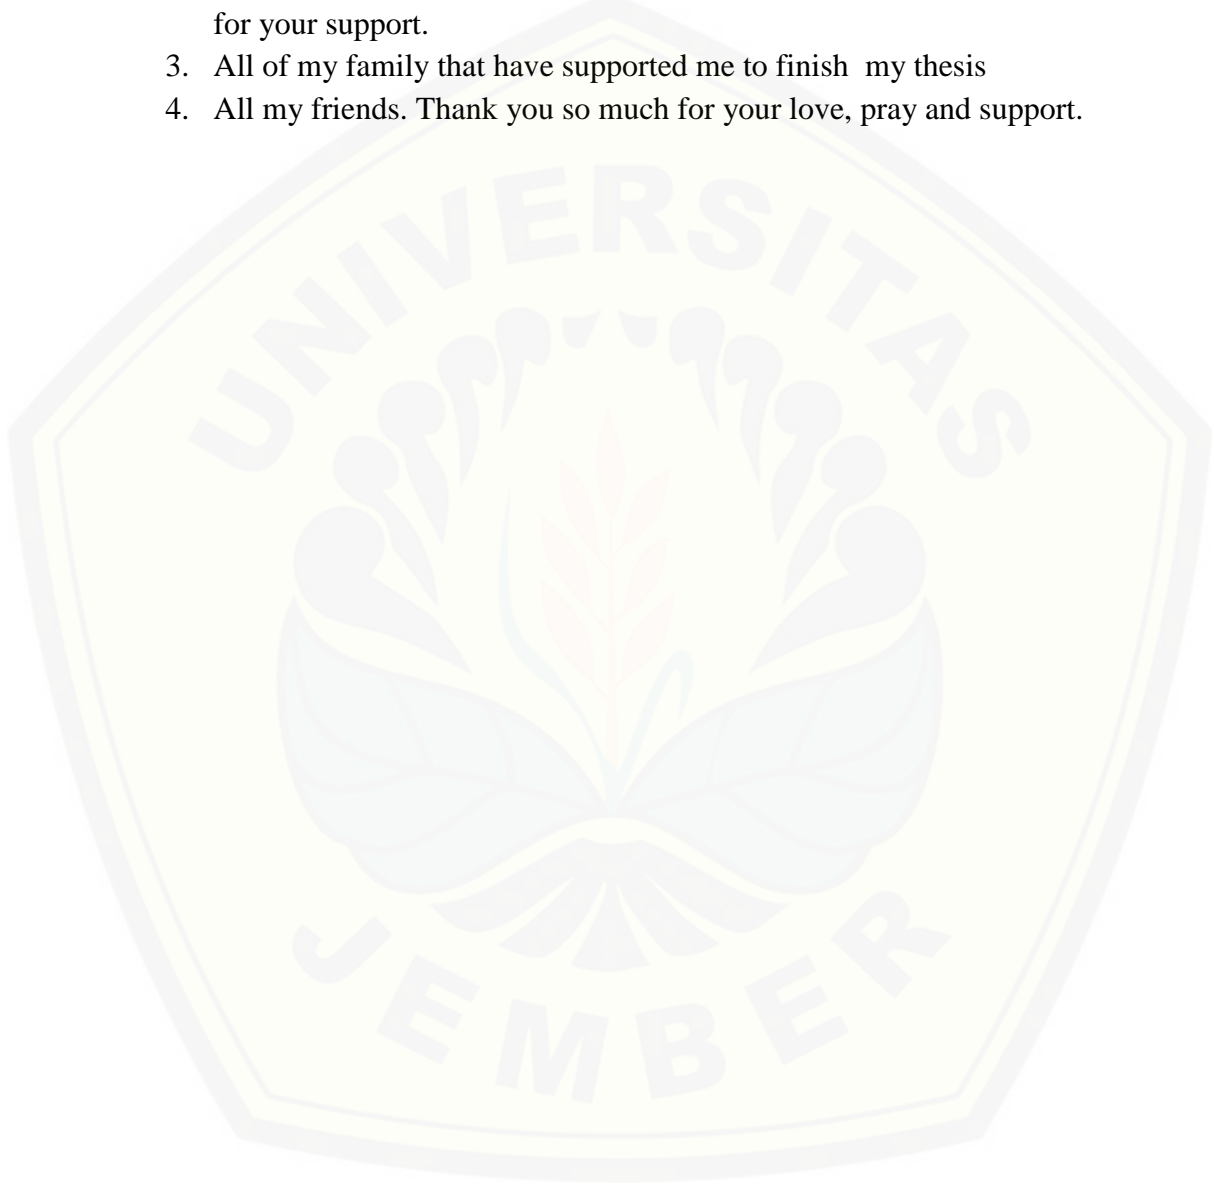 for your support.
3. All of my family that have supported me to finish  my thesis
4. All my friends. Thank you so much for your love, pray and support.
UNIVERSITAS
JEMBER